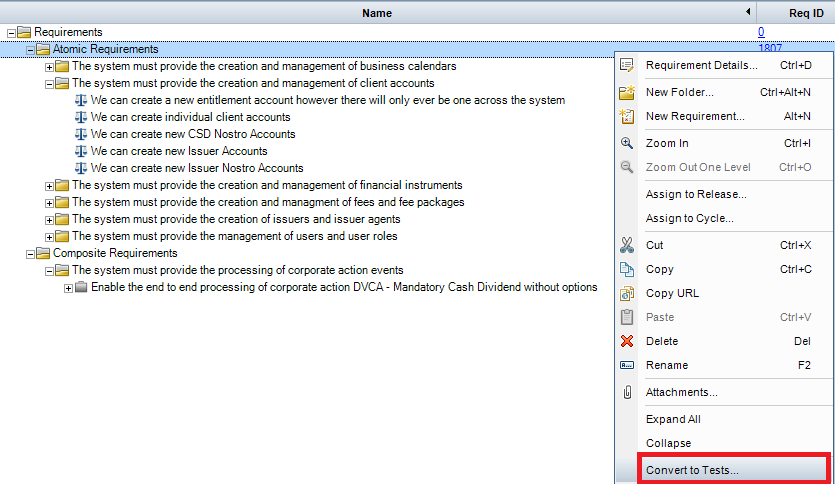 Name Req ID
Requirements 0
Atomic Requirements 1807
The system must provide the creation and management of business calendars
The system must provide the creation and management of client accounts
We can create a new entitlement account however there will only ever be one across the system
We can create individual client accounts
We can create new CSD Nostro Accounts
We can create new Issuer Accounts
We can create new Issuer Nostro Accounts
The system must provide the creation and management of financial instruments
The system must provide the creation and managment of fees and fee packages
The system must provide the creation of issuers and issuer agents
The system must provide the management of users and user roles
Composite Requirements
The system must provide the processing of corporate action events
Enable the end to end processing of corporate action DVCA - Mandatory Cash Dividend without options
Requirement Details... Ctrl+D
New Folder... Ctrl+Alt+N
New Requirement... Alt+N
Zoom In Ctrl+I
Zoom Out One Level Ctrl+O
Assign to Release...
Assign to Cycle...
Cut Ctrl+X
Copy Ctrl+C
Copy URL
Paste Ctrl+V
Delete Del
Rename F2
Attachments...
Expand All
Collapse
Convert to Tests...